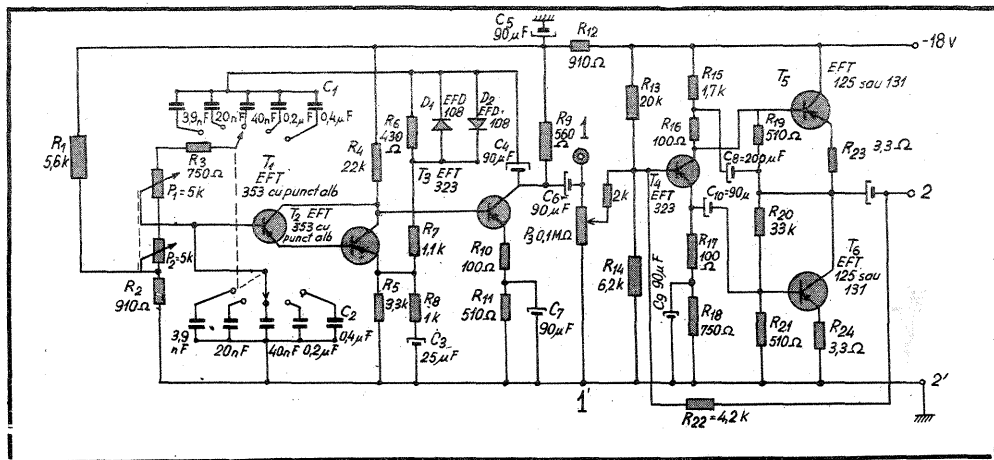 C5
90µF
R12
910Ω
-18v
R1
5,6k
C1
3,9nF
20nF
40nF
0,2µF
0,4µF
R3
750Ω
P1=5k
P2=5k
R2
910Ω
T1
EFT
353 cu punct alb
T2 EFT
353 cu
punct alb
R4
22k
R6
430
Ω
D1
EFD
108
D2
EFD
108
T3 EFT
323
C4
90µF
R9
560
Ω
1
C6
90µF
2k
P3 0,1MΩ
R7
1,1k
R10
100Ω
R5
3,3k
R8
1k
R11
510Ω
C7
90µF
C3
25µF
C2
3,9
nF
20nF
40nF
0,2µF
0,4µF
1'
R13
20k
R14
6,2k
R15
1,7k
R16
100Ω
T4
EFT
323
C8=200µF
C10=90µ
R17
100
Ω
C9 90µF
R18
750Ω
T5
EFT
125 sau 131
R19
510Ω
R23 3,3Ω
2
R20
33k
T6
EFT
125 sau
131
R21
510Ω
R24
3,3Ω
2'
R22=4,2k